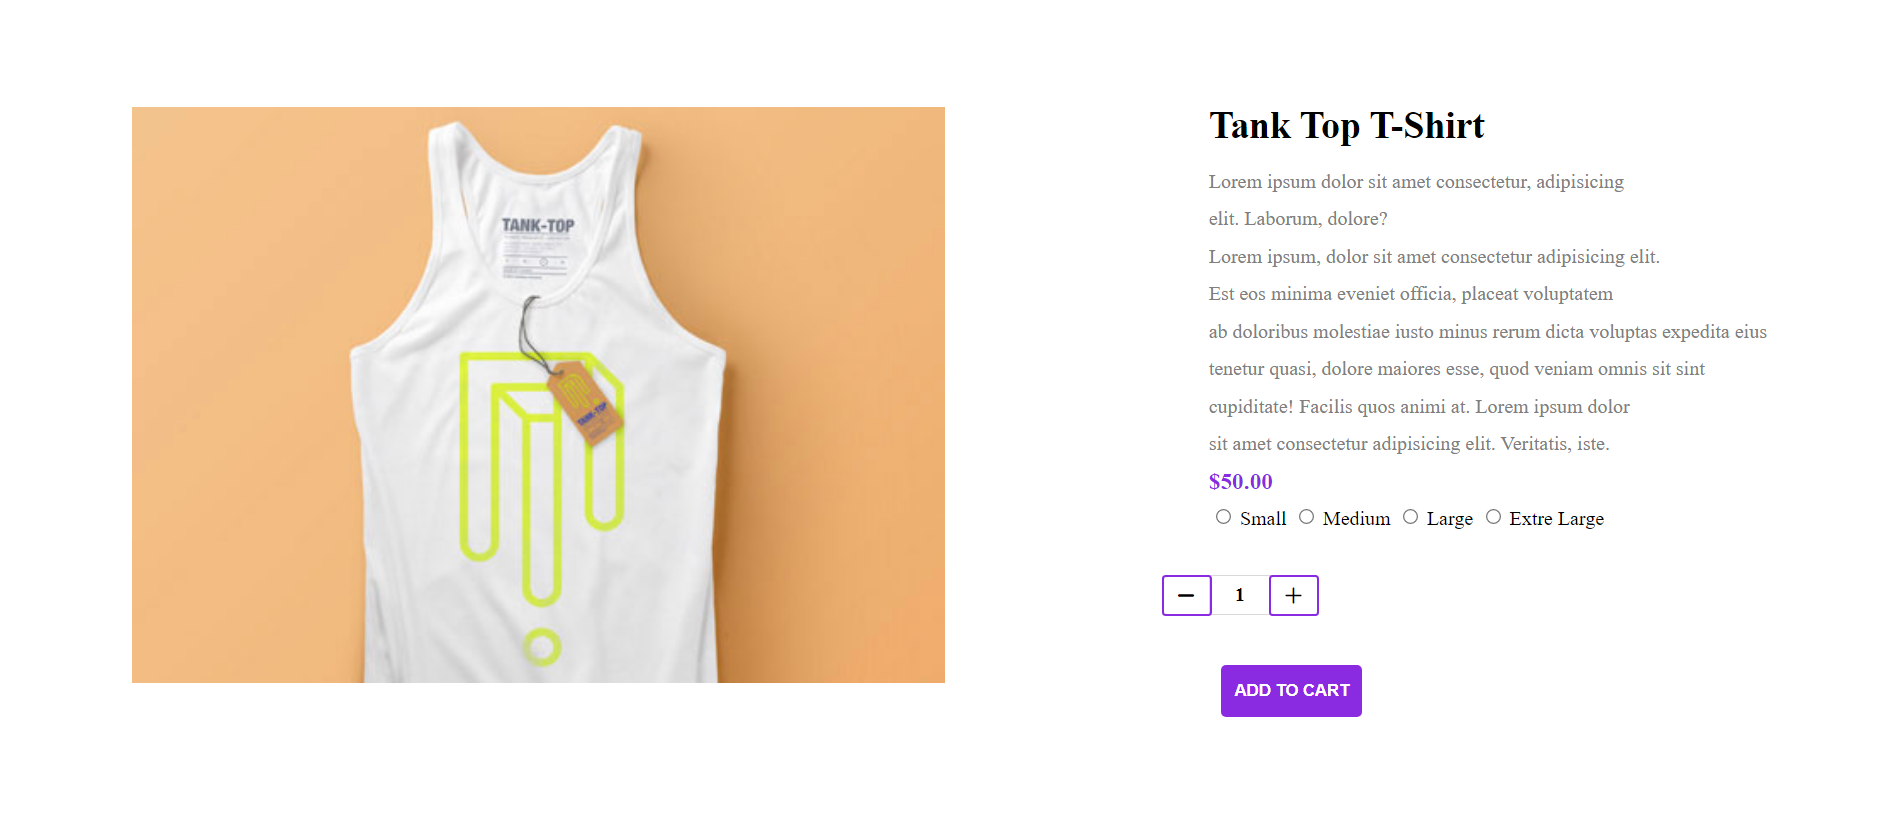 TANK-TOP
TANK-TOP
Tank Top T-Shirt
Lorem ipsum dolor sit amet consectetur, adipisicing
elit. Laborum, dolore?
Lorem ipsum, dolor sit amet consectetur adipisicing elit.
Est eos minima eveniet officia, placeat voluptatem
ab doloribus molestiae iusto minus rerum dicta voluptas expedita eius
tenetur quasi, dolore maiores esse, quod veniam omnis sit sint
cupiditate! Facilis quos animi at. Lorem ipsum dolor
sit amet consectetur adipisicing elit. Veritatis, iste.
$50.00
Small Medium Large Extre Large
− 1 +
ADD TO CART